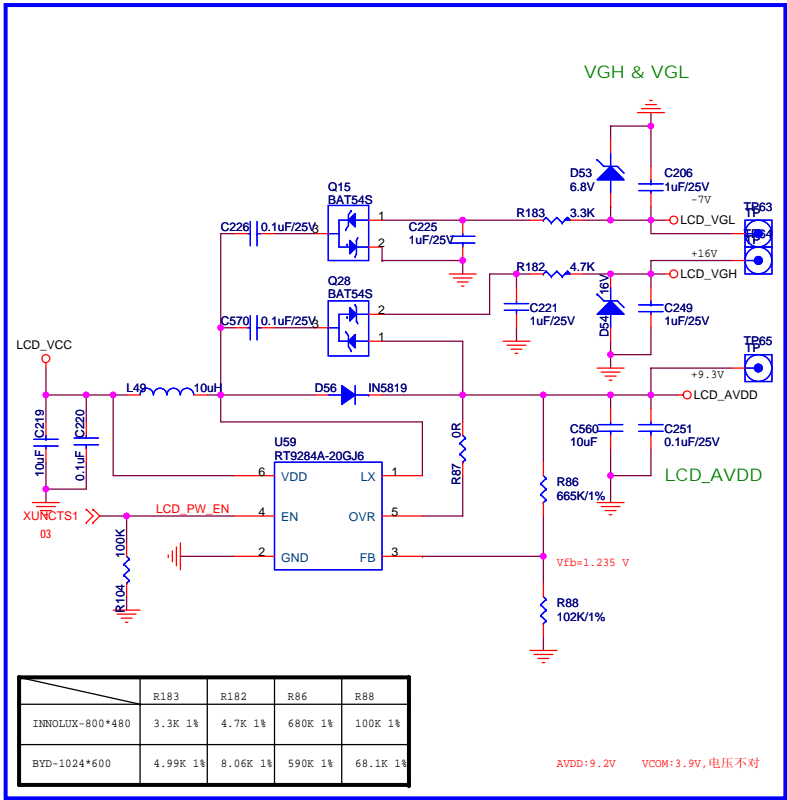 VGH & VGL
D53
6.8V
C206
1uF/25V
-7V
Q15
BAT54S
C226
0.1uF/25V
3
1
2
C225
1uF/25V
R183
3.3K
LCD_VGL
TP63
TP
TP64
TP
+16V
Q28
BAT54S
C570
0.1uF/25V
3
2
1
R182
4.7K
LCD_VGH
C221
1uF/25V
D54
16V
C249
1uF/25V
LCD_VCC
TP65
TP
+9.3V
L49
10uH
D56
IN5819
LCD_AVDD
C219
10uF
C220
0.1uF
C560
10uF
C251
0.1uF/25V
LCD_AVDD
R87
0R
U59
RT9284A-20GJ6
6
VDD
LX
1
4
EN
OVR
5
2
GND
FB
3
XUNCTS1
03
LCD_PW_EN
R104
100K
R86
665K/1%
Vfb=1.235 V
R88
102K/1%
R183 R182 R86 R88
INNOLUX-800*480 3.3K 1% 4.7K 1% 680K 1% 100K 1%
BYD-1024*600 4.99K 1% 8.06K 1% 590K 1% 68.1K 1%
AVDD:9.2V VCOM:3.9V,电压不对